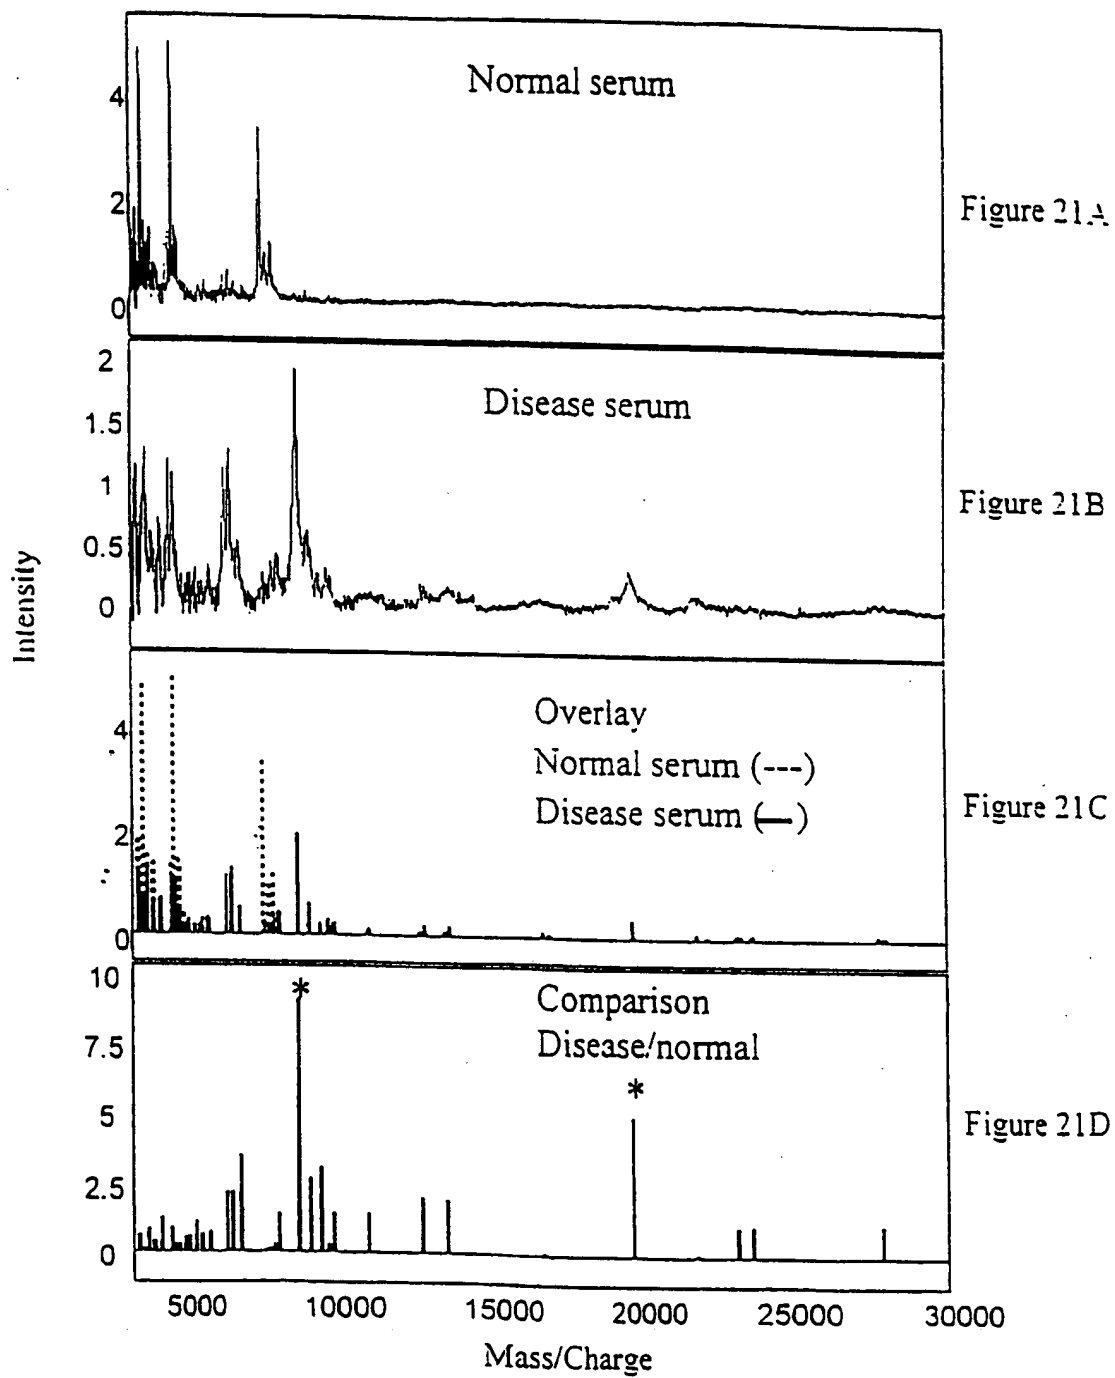 Normal serum
4
2
0
Figure 21A
Disease serum
2
1.5
1
0.5
0
Figure 21B
Intensity
Overlay
Normal serum (---)
Disease serum (—)
4
2
0
Figure 21C
Comparison
Disease/normal
10
7.5
5
2.5
0
*
*
Figure 21D
5000 10000 15000 20000 25000 30000
Mass/Charge